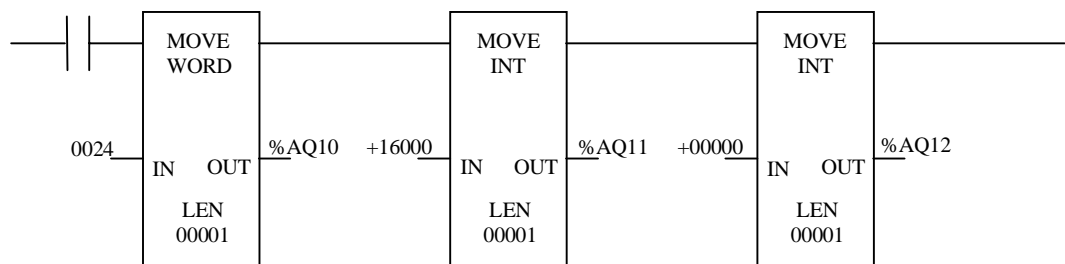 MOVE
WORD
MOVE
INT
MOVE
INT
0024
%AQ10
+16000
%AQ11
+00000
%AQ12
IN OUT
IN OUT
IN OUT
LEN
00001
LEN
00001
LEN
00001